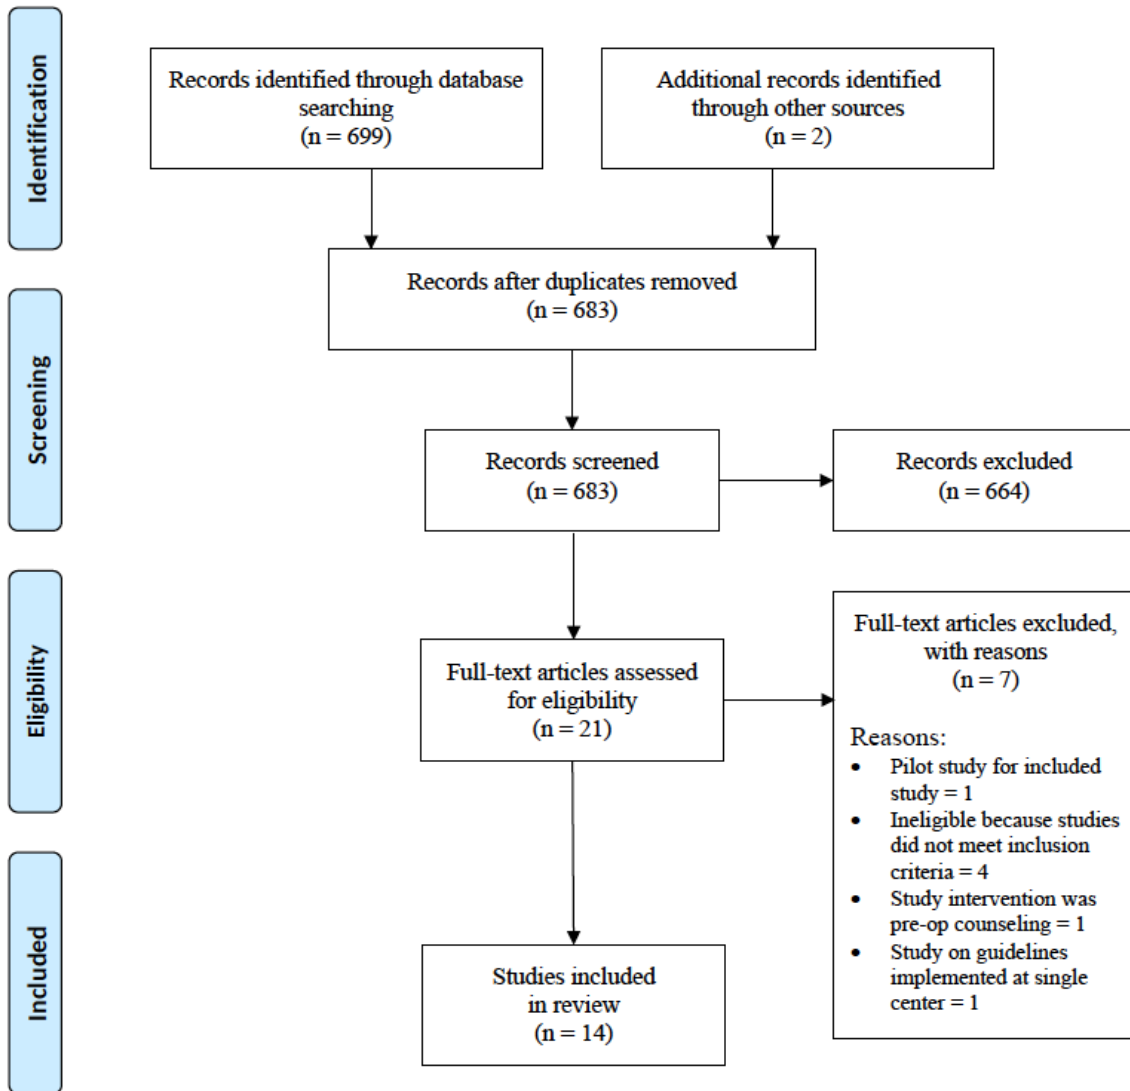 Identification
Records identified through database
searching
(n = 699)
Additional records identified
through other sources
(n = 2)
Records after duplicates removed
(n = 683)
Screening
Records screened
(n = 683)
Records excluded
(n = 664)
Eligibility
Full-text articles assessed
for eligibility
(n = 21)
Full-text articles excluded,
with reasons
(n = 7)
Reasons:
• Pilot study for included
study = 1
• Ineligible because studies
did not meet inclusion
criteria = 4
• Study intervention was
pre-op counseling = 1
• Study on guidelines
implemented at single
center = 1
Included
Studies included
in review
(n = 14)